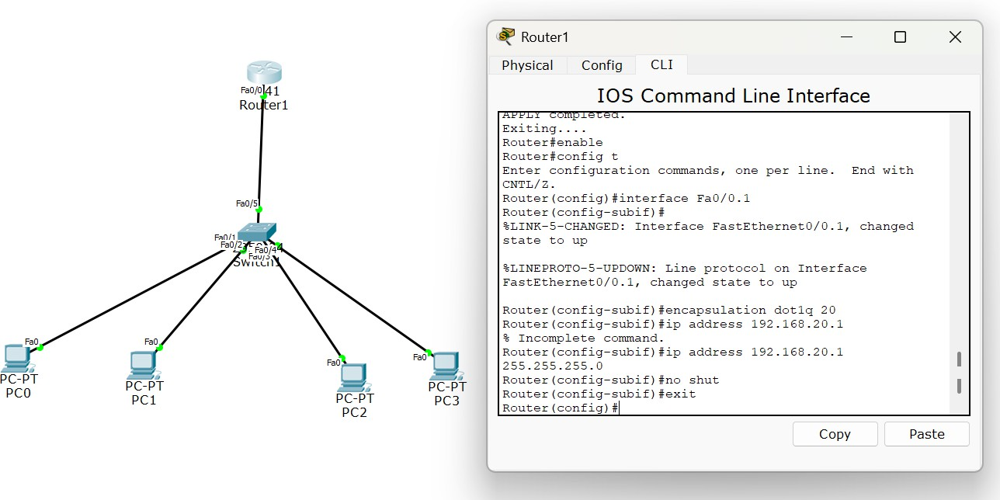 Router1
Physical
Config
CLI
IOS Command Line Interface
APPLY completed.
Exiting....
Router#enable
Router#config t
Enter configuration commands, one per line.  End with
CNTL/Z.
Router(config)#interface Fa0/0.1
Router(config-subif)#
%LINK-5-CHANGED: Interface FastEthernet0/0.1, changed
state to up
%LINEPROTO-5-UPDOWN: Line protocol on Interface
FastEthernet0/0.1, changed state to up
Router(config-subif)#encapsulation dot1q 20
Router(config-subif)#ip address 192.168.20.1
% Incomplete command.
Router(config-subif)#ip address 192.168.20.1
255.255.255.0
Router(config-subif)#no shut
Router(config-subif)#exit
Router(config)#
Copy
Paste
Fa0/0
41
Router1
Fa0/5
Fa0/1
Fa0/2
Fa0/4
Fa0/3
Switch1
Fa0
PC-PT
PC0
Fa0
PC-PT
PC1
Fa0
PC-PT
PC2
Fa0
PC-PT
PC3